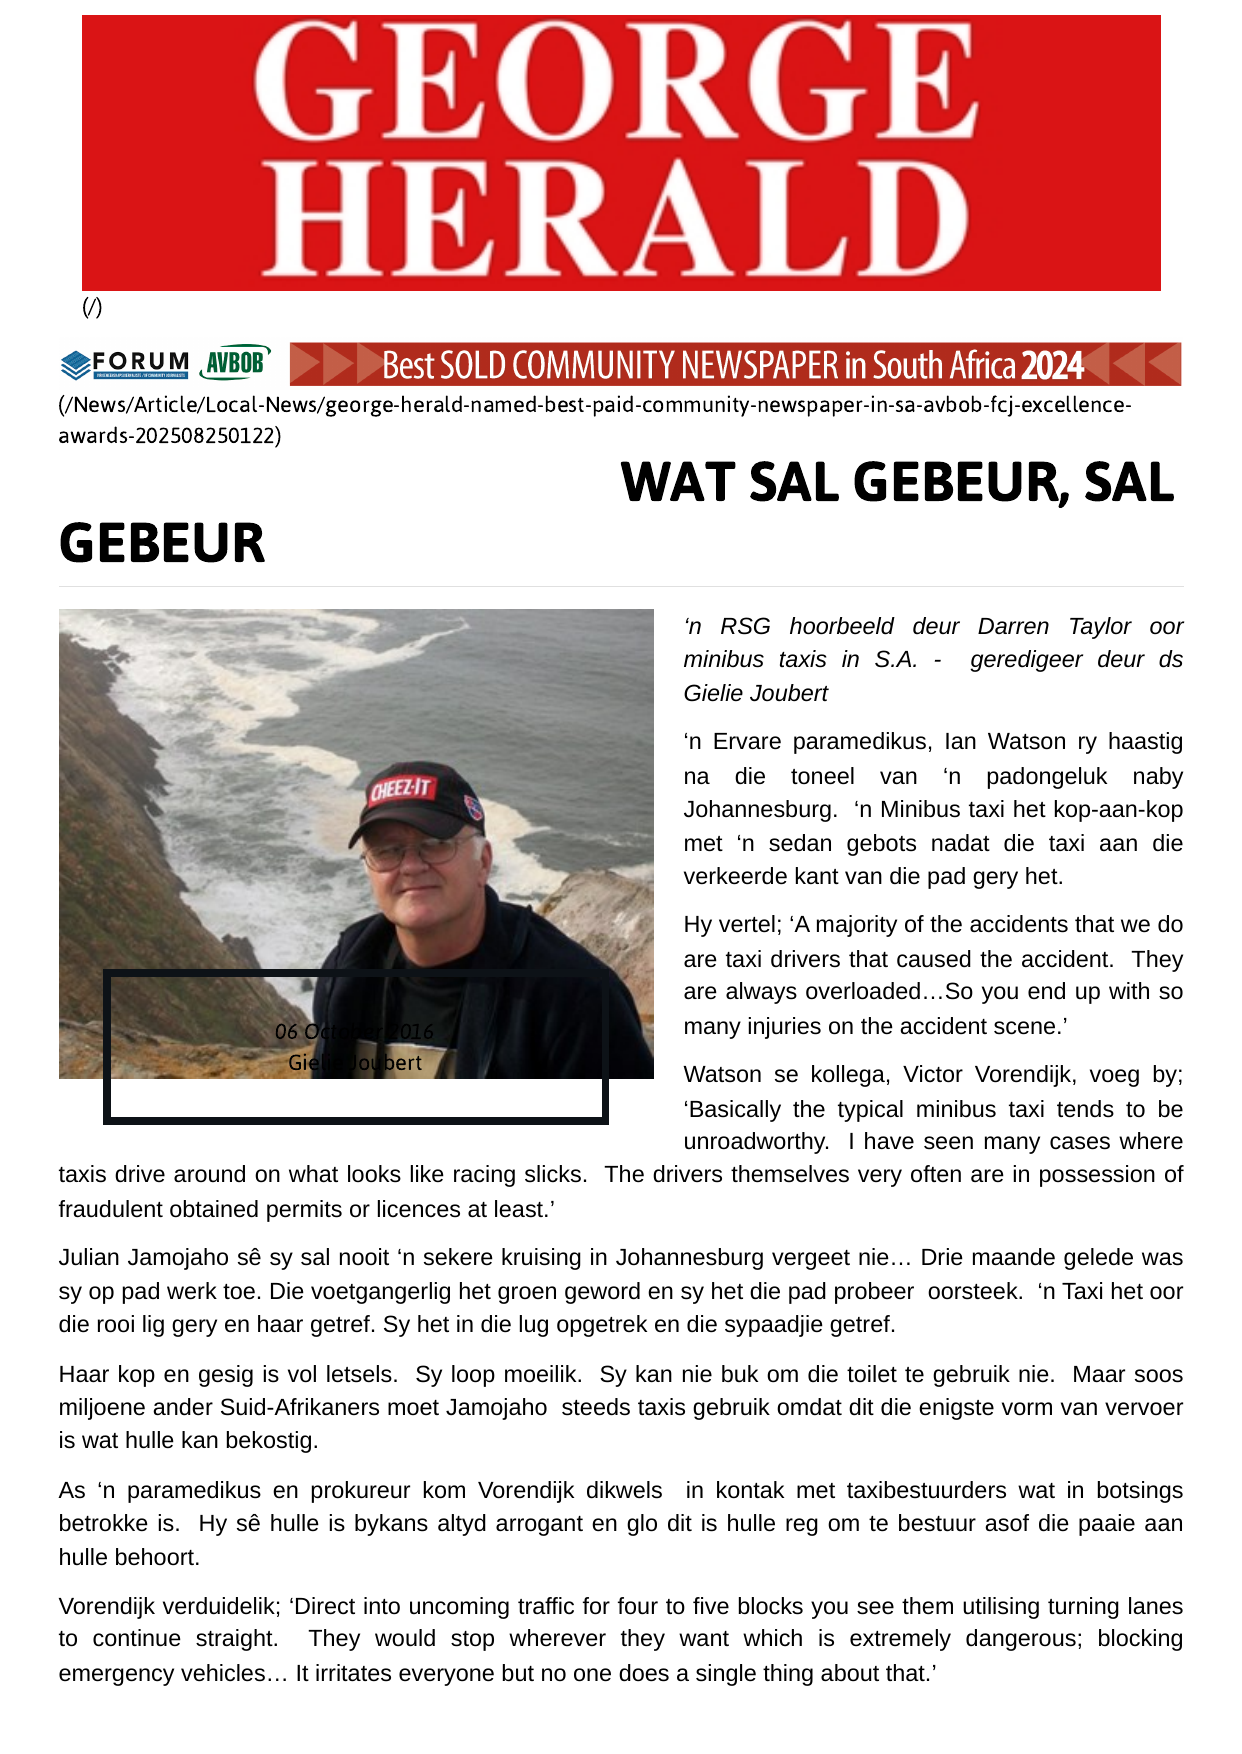 GEORGE
HERALD
(/)
FORUM AVBOB Best SOLD COMMUNITY NEWSPAPER in South Africa 2024
(/News/Article/Local-News/george-herald-named-best-paid-community-newspaper-in-sa-avbob-fcj-excellence-
awards-202508250122)
WAT SAL GEBEUR, SAL
GEBEUR
CHEEZ-IT
06 October 2016
Gielie Joubert
‘n RSG hoorbeeld deur Darren Taylor oor
minibus taxis in S.A. - geredigeer deur ds
Gielie Joubert
‘n Ervare paramedikus, Ian Watson ry haastig
na die toneel van ‘n padongeluk naby
Johannesburg. ‘n Minibus taxi het kop-aan-kop
met ‘n sedan gebots nadat die taxi aan die
verkeerde kant van die pad gery het.
Hy vertel; ‘A majority of the accidents that we do
are taxi drivers that caused the accident. They
are always overloaded…So you end up with so
many injuries on the accident scene.’
Watson se kollega, Victor Vorendijk, voeg by;
‘Basically the typical minibus taxi tends to be
unroadworthy. I have seen many cases where
taxis drive around on what looks like racing slicks. The drivers themselves very often are in possession of
fraudulent obtained permits or licences at least.’
Julian Jamojaho sê sy sal nooit ‘n sekere kruising in Johannesburg vergeet nie… Drie maande gelede was
sy op pad werk toe. Die voetgangerlig het groen geword en sy het die pad probeer oorsteek. ‘n Taxi het oor
die rooi lig gery en haar getref. Sy het in die lug opgetrek en die sypaadjie getref.
Haar kop en gesig is vol letsels. Sy loop moeilik. Sy kan nie buk om die toilet te gebruik nie. Maar soos
miljoene ander Suid-Afrikaners moet Jamojaho steeds taxis gebruik omdat dit die enigste vorm van vervoer
is wat hulle kan bekostig.
As ‘n paramedikus en prokureur kom Vorendijk dikwels in kontak met taxibestuurders wat in botsings
betrokke is. Hy sê hulle is bykans altyd arrogant en glo dit is hulle reg om te bestuur asof die paaie aan
hulle behoort.
Vorendijk verduidelik; ‘Direct into uncoming traffic for four to five blocks you see them utilising turning lanes
to continue straight. They would stop wherever they want which is extremely dangerous; blocking
emergency vehicles… It irritates everyone but no one does a single thing about that.’